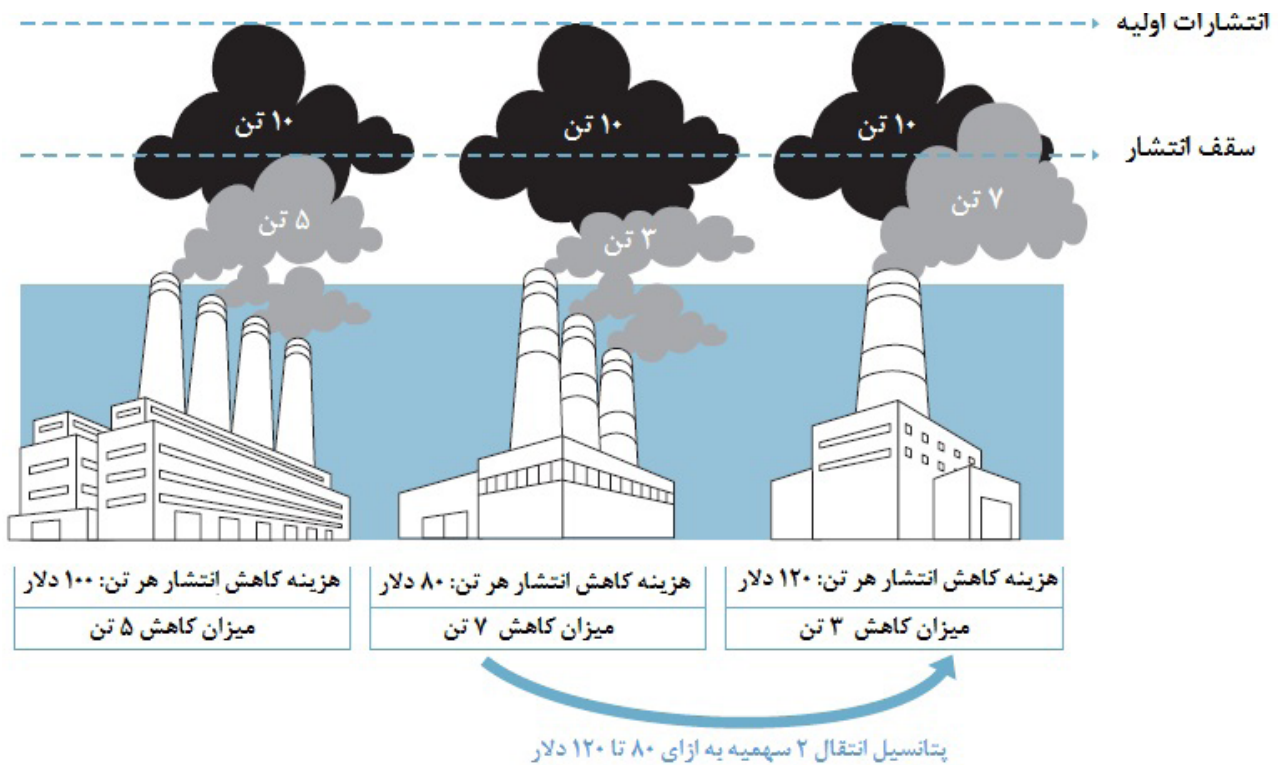 انتشارات اولیه
۱۰ تن
۱۰ تن
۱۰ تن
سقف انتشار
۷ تن
۳ تن
۵ تن
هزینه کاهش انتشار هر تن: ۱۲۰ دلار
هزینه کاهش انتشار هر تن: ۸۰ دلار
هزینه کاهش انتشار هر تن: ۱۰۰ دلار
میزان کاهش ۳ تن
میزان کاهش ۷ تن
میزان کاهش ۵ تن
پتانسیل انتقال ۲ سهمیه به ازای ۸۰ تا ۱۲۰ دلار